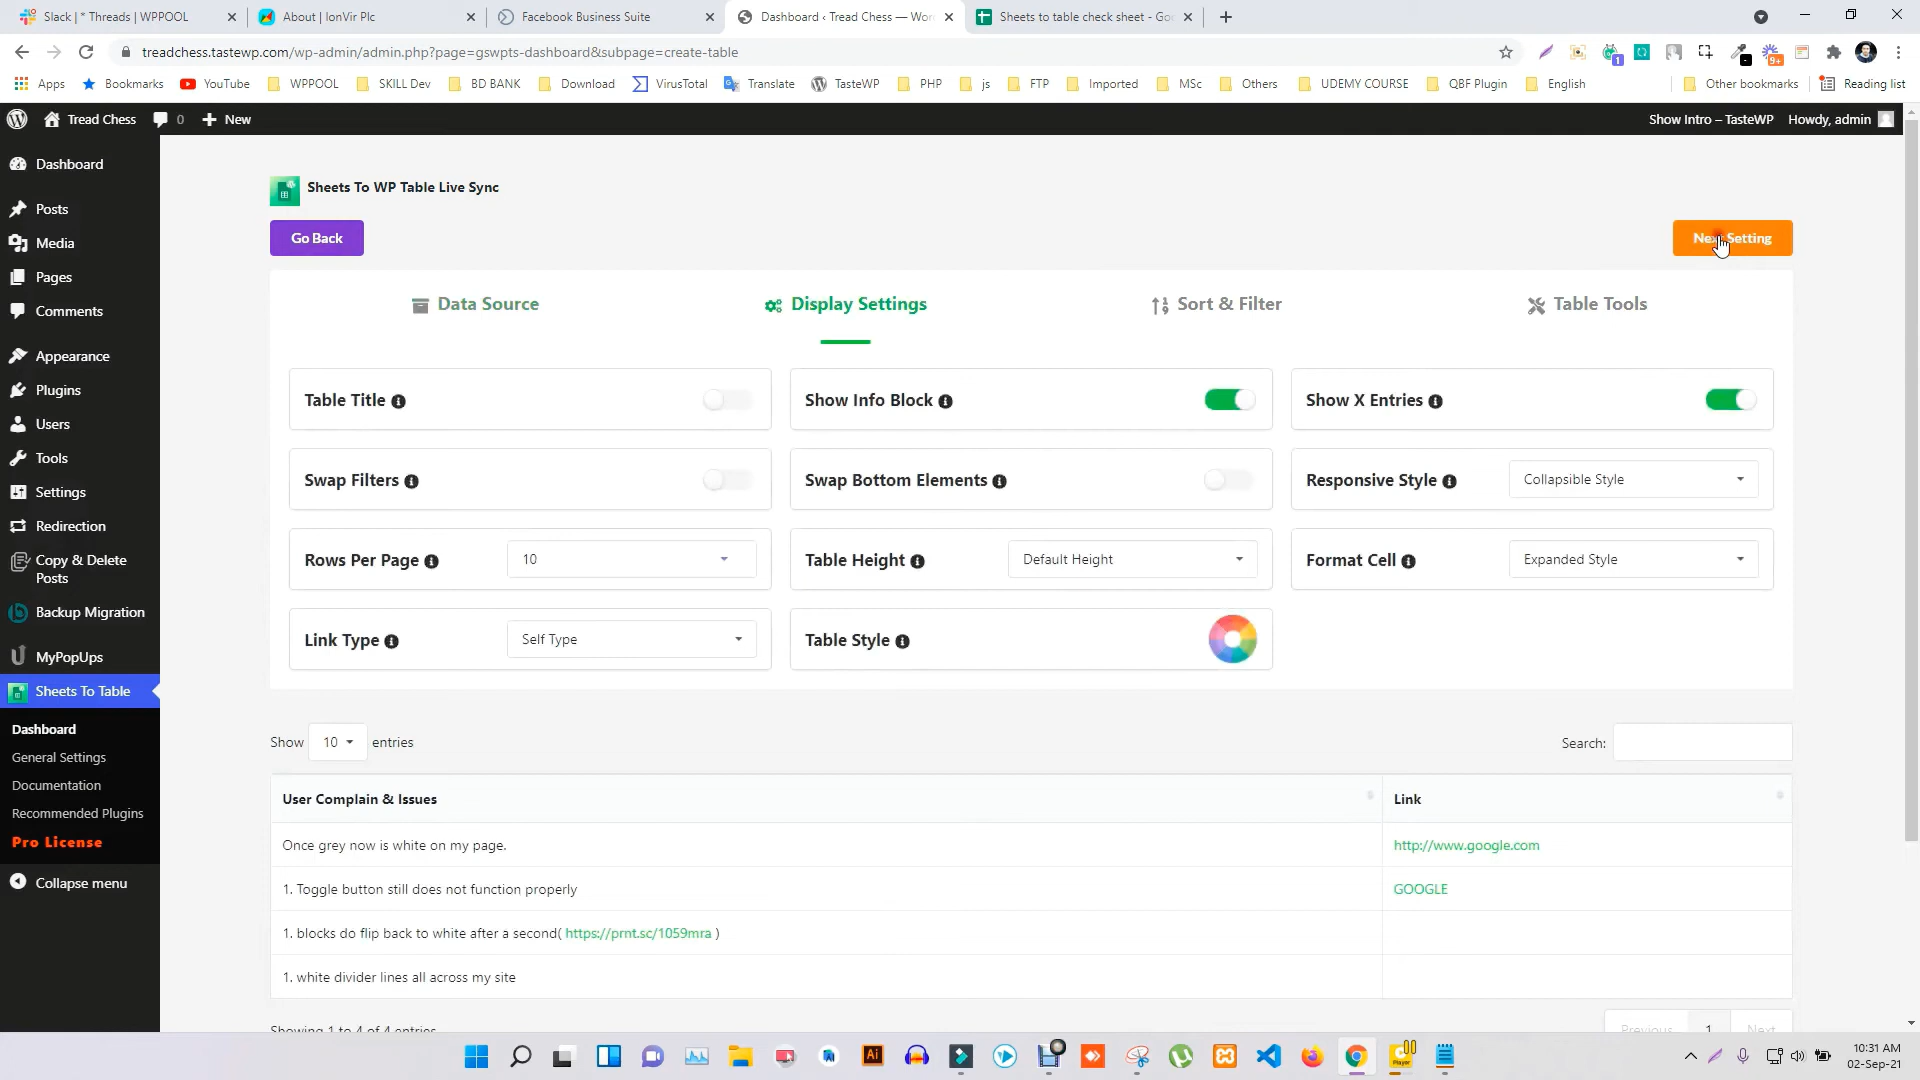 Slack | * Threads | WPPOOL
About | IonVir Plc
Facebook Business Suite
Dashboard ‹ Tread Chess — Wor
Sheets to table check sheet - Goo
treadchess.tastewp.com/wp-admin/admin.php?page=gswpts-dashboard&subpage=create-table
1
9+
Apps
Bookmarks
YouTube
WPPOOL
SKILL Dev
BD BANK
Download
VirusTotal
Translate
TasteWP
PHP
js
FTP
Imported
MSc
Others
UDEMY COURSE
QBF Plugin
English
Other bookmarks
Reading list
Tread Chess
0
New
Show Intro – TasteWP
Howdy, admin
Dashboard
Posts
Media
Pages
Comments
Appearance
Plugins
Users
Tools
Settings
Redirection
Copy & Delete
Posts
Backup Migration
MyPopUps
Sheets To Table
Dashboard
General Settings
Documentation
Recommended Plugins
Pro License
Collapse menu
Sheets To WP Table Live Sync
Go Back
Next Setting
Data Source
Display Settings
Sort & Filter
Table Tools
Table Title
Show Info Block
Show X Entries
Swap Filters
Swap Bottom Elements
Responsive Style
Collapsible Style
Rows Per Page
10
Table Height
Default Height
Format Cell
Expanded Style
Link Type
Self Type
Table Style
Show 10 entries
Search:
User Complain & Issues
Link
Once grey now is white on my page.
http://www.google.com
1. Toggle button still does not function properly
GOOGLE
1. blocks do flip back to white after a second( https://prnt.sc/1059mra )
1. white divider lines all across my site
Showing 1 to 4 of 4 entries
Previous
1
Next
Ai
10:31 AM
02-Sep-21